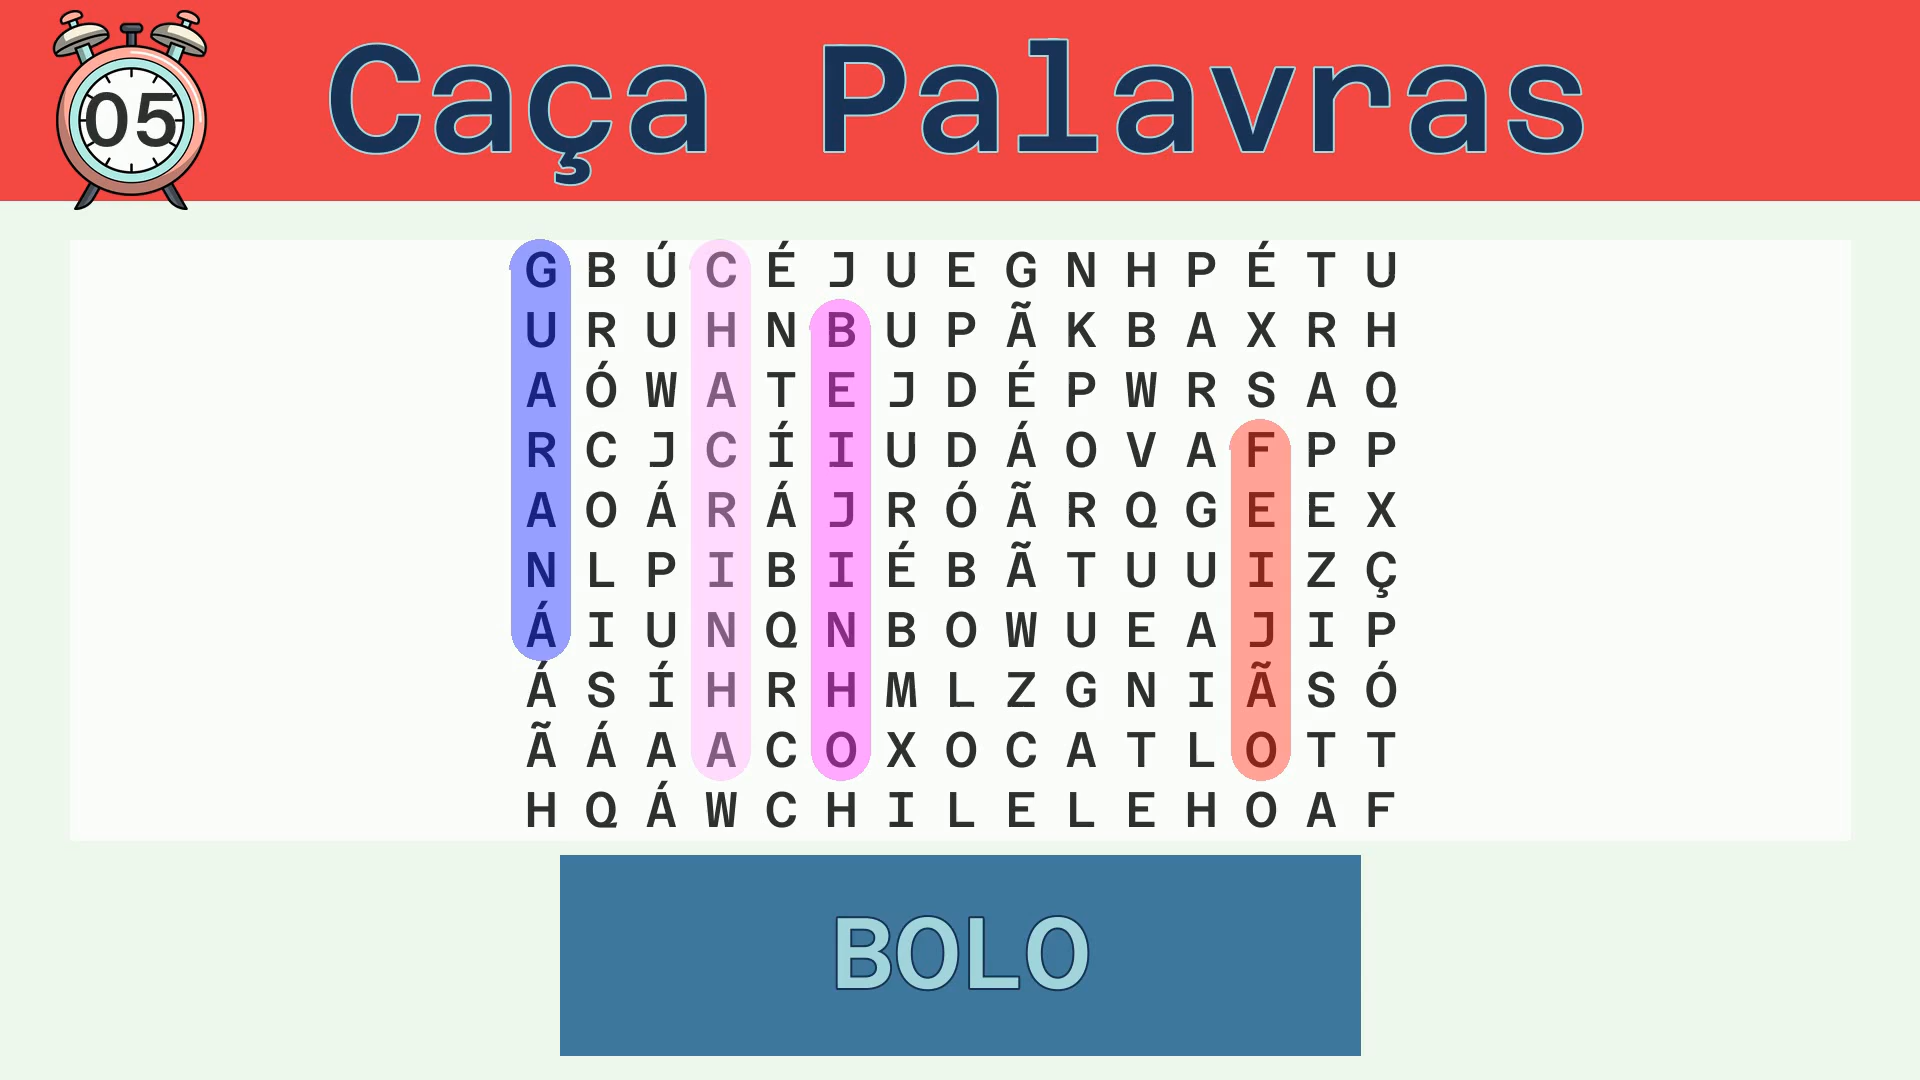 05
Caça Palavras
G B Ú C É J U E G N H P É T U
U R U H N B U P Ã K B A X R H
A Ó W A T E J D É P W R S A Q
R C J C Í I U D Á O V A F P P
A O Á R Á J R Ó Ã R Q G E E X
N L P I B I É B Ã T U U I Z Ç
Á I U N Q N B O W U E A J I P
Á S Í H R H M L Z G N I Ã S Ó
Ã Á A A C O X O C A T L O T T
H Q Á W C H I L E L E H O A F
BOLO